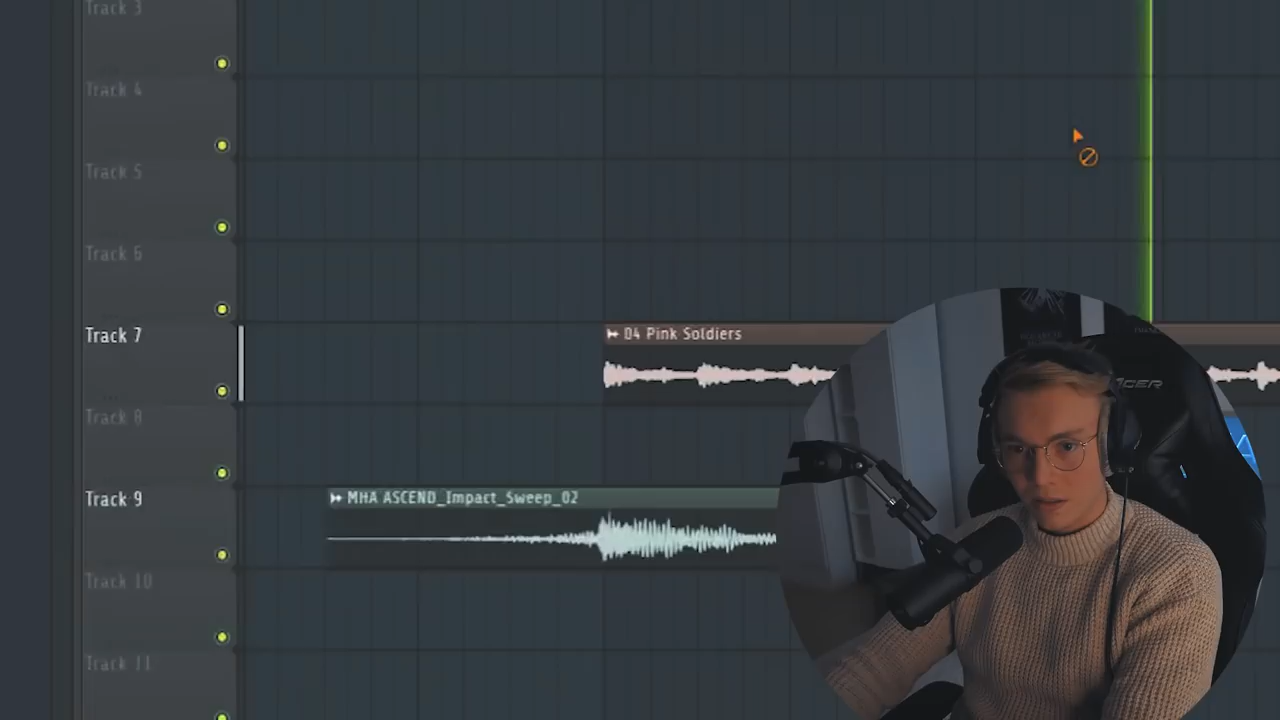 Track 3
Track 4
Track 5
Track 6
Track 7
04 Pink Soldiers
Track 8
Track 9
MHA ASCEND_Impact_Sweep_02
Track 10
Track 11